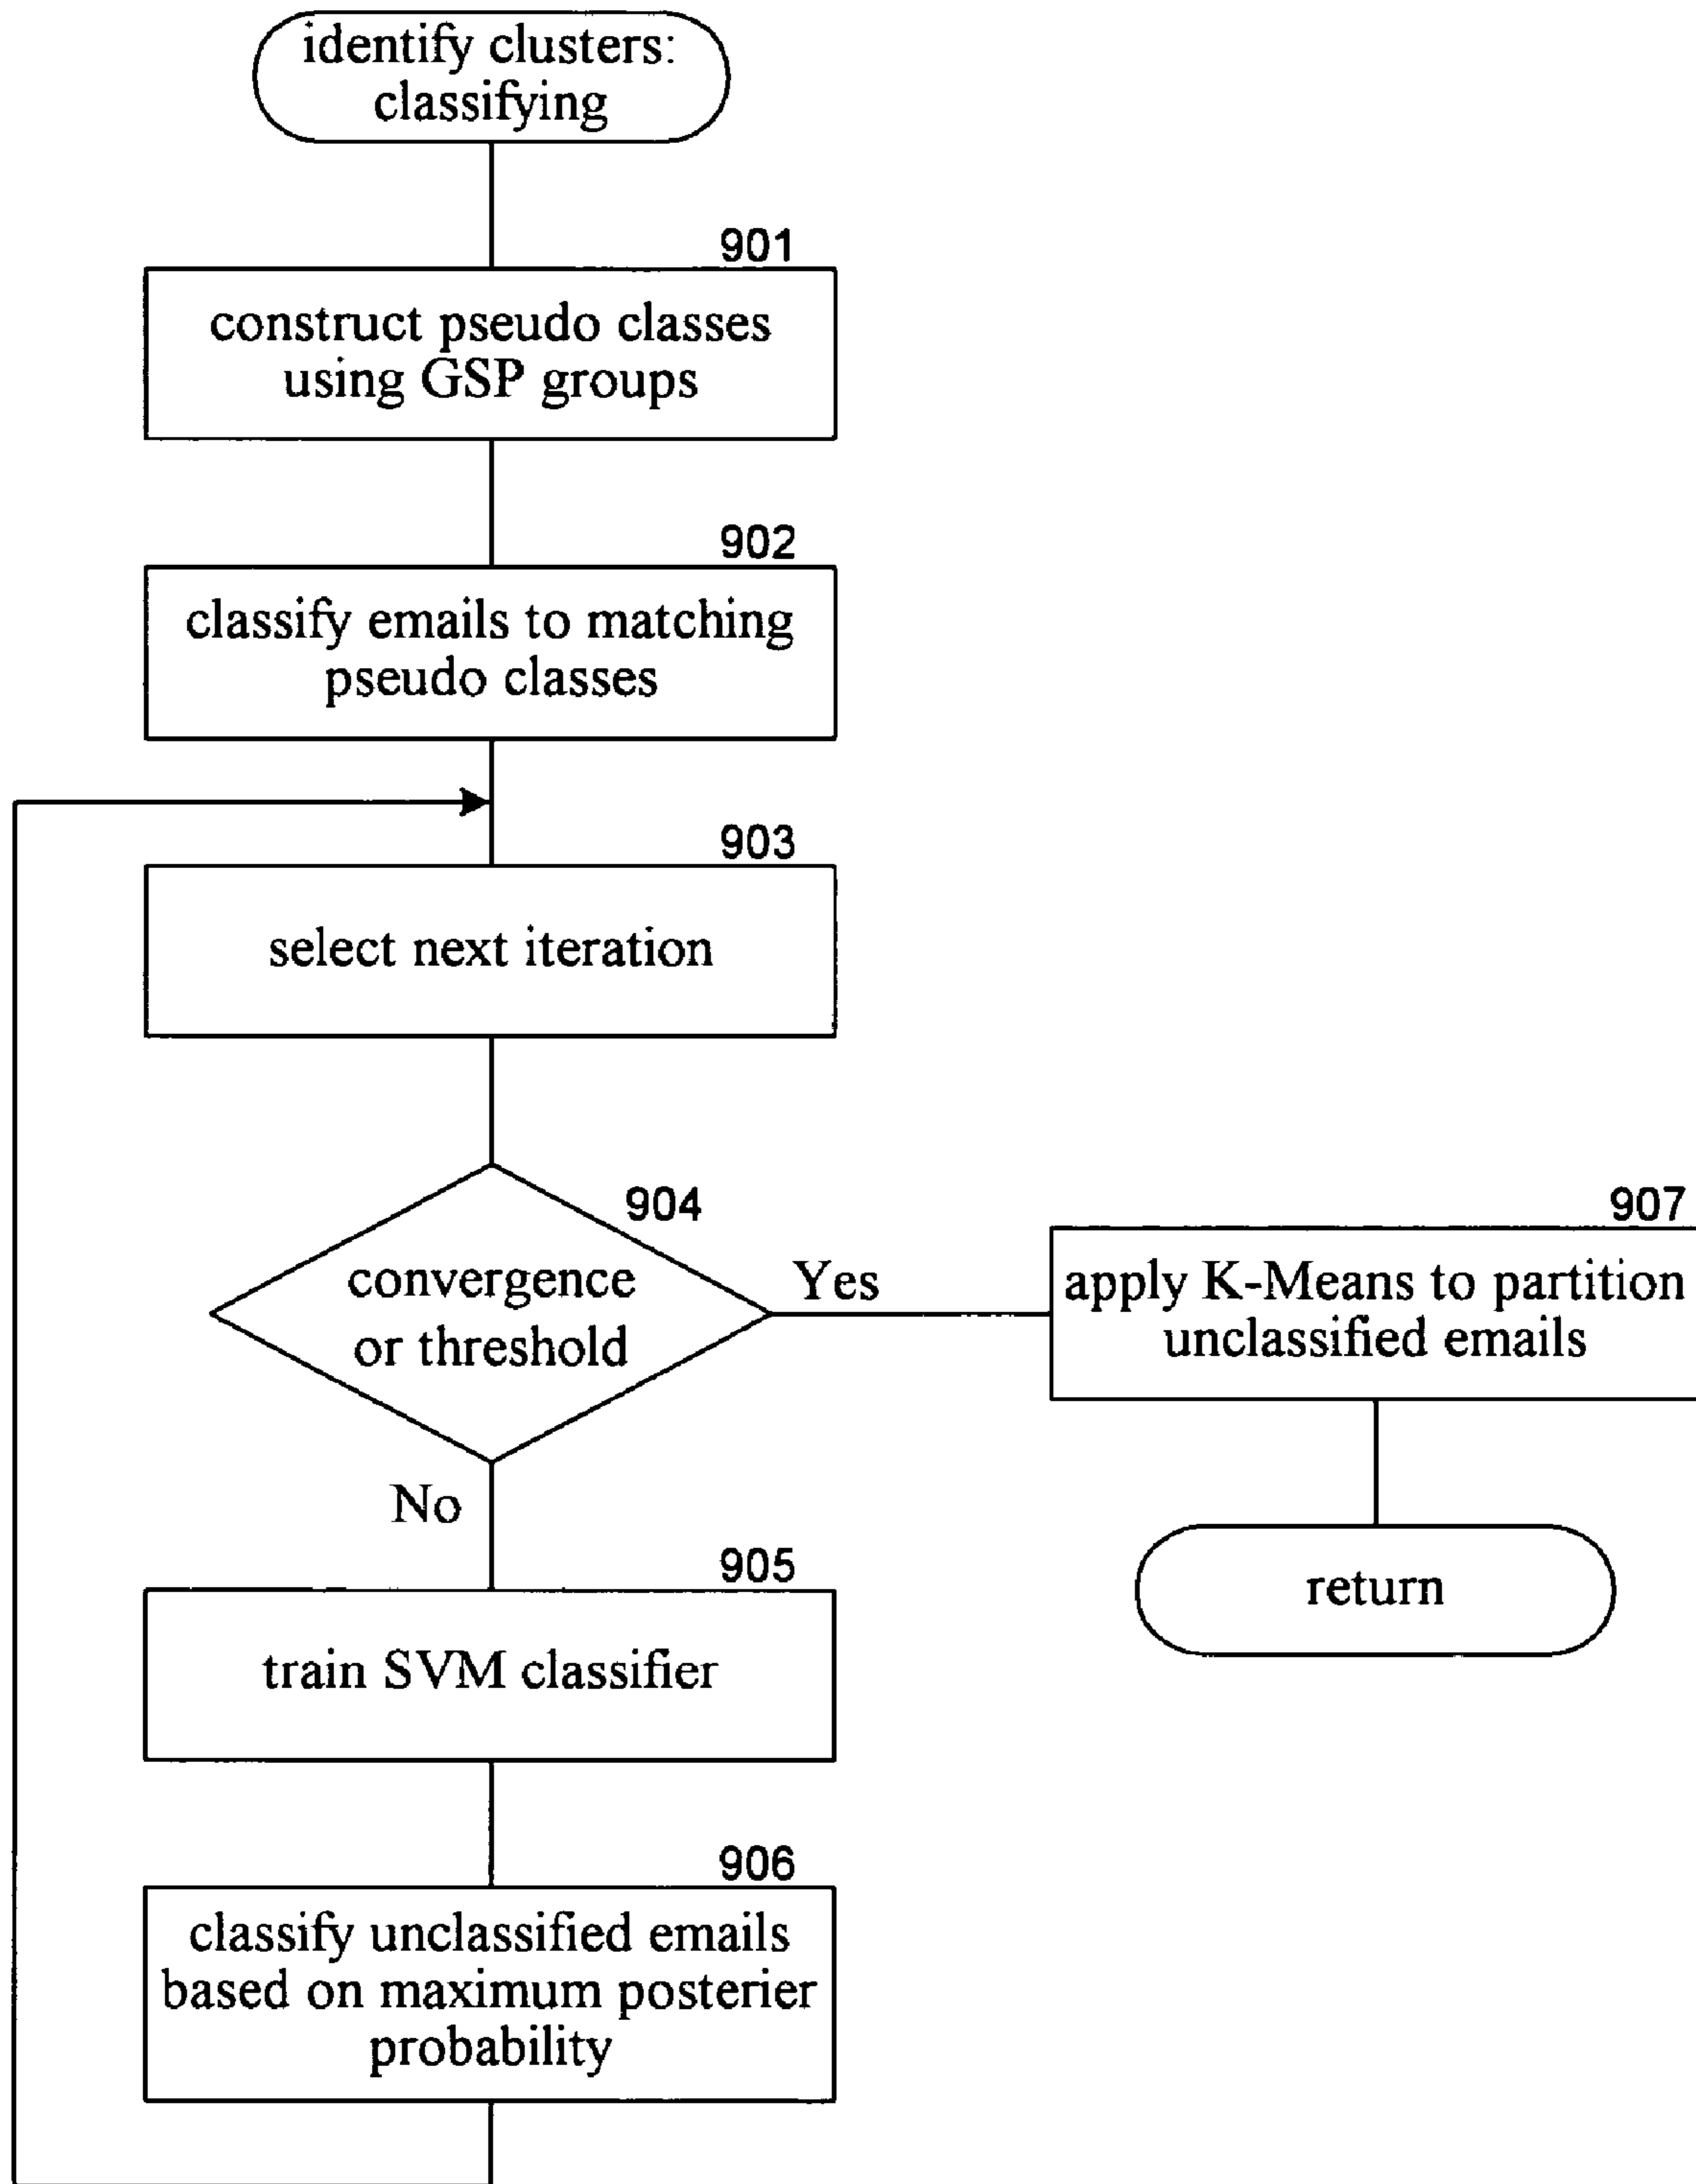 identify clusters:
classifying
901
construct pseudo classes
using GSP groups
902
classify emails to matching
pseudo classes
903
select next iteration
904
convergence
or threshold
Yes
907
apply K-Means to partition
unclassified emails
return
No
905
train SVM classifier
906
classify unclassified emails
based on maximum posterier
probability